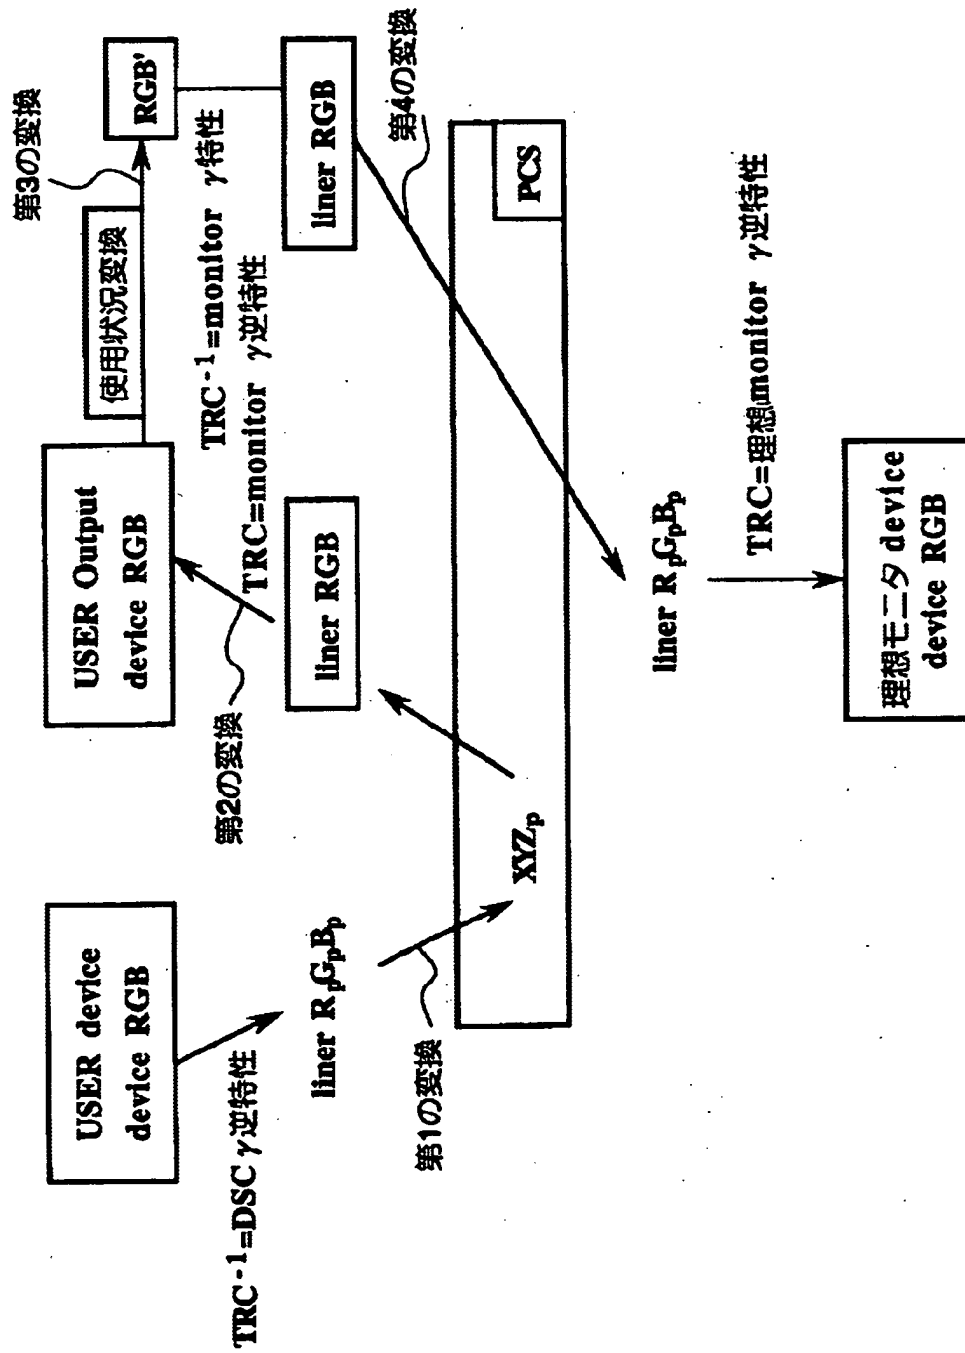 USER device
device RGB
TRC⁻¹=DSC γ逆特性
liner RpGpBp
第1の変換
XYZp
PCS
第2の変換
liner RGB
TRC=monitor γ逆特性
USER Output
device RGB
使用状況変換
第3の変換
RGB'
TRC⁻¹=monitor γ特性
liner RGB
第4の変換
liner RpGpBp
TRC=理想monitor γ逆特性
理想モニタ device
device RGB